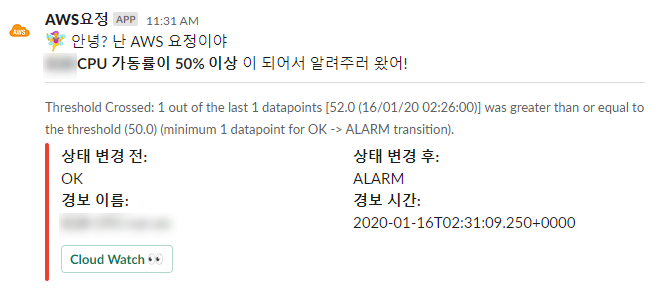 AWS요정 APP 11:31 AM
aws
안녕? 난 AWS 요정이야
CPU 가동률이 50% 이상 이 되어서 알려주러 왔어!
Threshold Crossed: 1 out of the last 1 datapoints [52.0 (16/01/20 02:26:00)] was greater than or equal to
the threshold (50.0) (minimum 1 datapoint for OK -> ALARM transition).
상태 변경 전: 상태 변경 후:
OK ALARM
경보 이름: 경보 시간:
2020-01-16T02:31:09.250+0000
Cloud Watch 👀